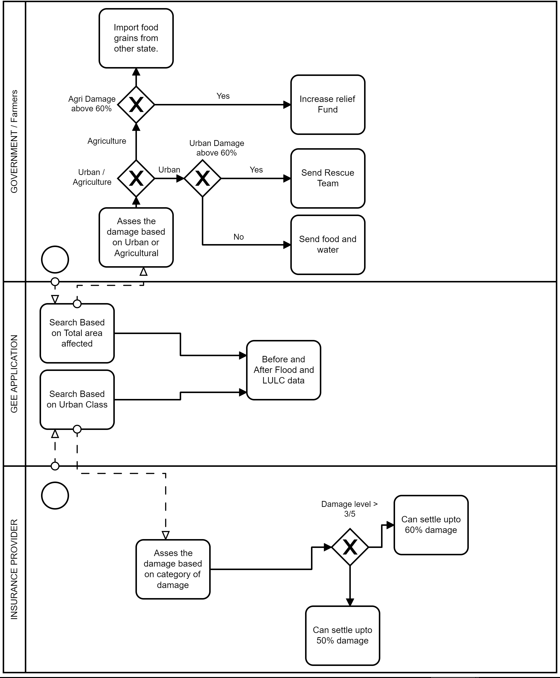 GOVERNMENT / Farmers
Import food
grains from
other state.
Agri Damage
above 60%
Yes
Increase relief
Fund
Agriculture
Urban Damage
above 60%
Urban /
Agriculture
Urban
Yes
Send Rescue
Team
Asses the
damage based
on Urban or
Agricultural
No
Send food and
water
GEE APPLICATION
Search Based
on Total area
affected
Before and
After Flood and
LULC data
Search Based
on Urban Class
INSURANCE PROVIDER
Damage level >
3/5
Can settle upto
60% damage
Asses the
damage based
on category of
damage
Can settle upto
50% damage